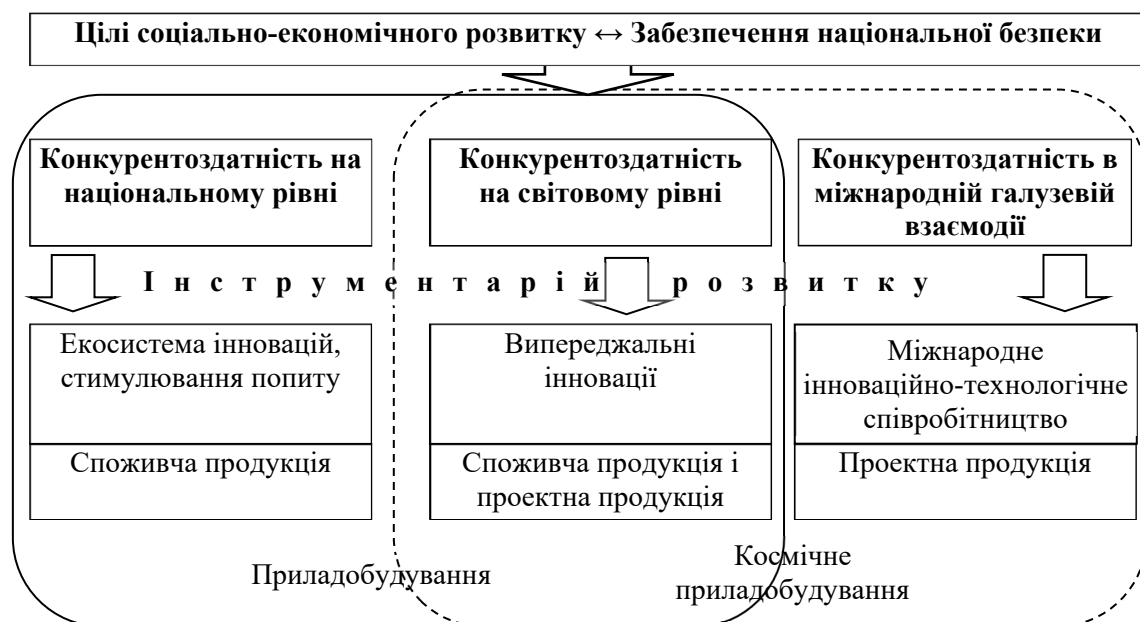 Цілі соціально-економічного розвитку ↔ Забезпечення національної безпеки
Конкурентоздатність на
національному рівні
Конкурентоздатність
на світовому рівні
Конкурентоздатність в
міжнародній галузевій
взаємодії
Інструментарій розвитку
Екосистема інновацій,
стимулювання попиту
Випереджальні
інновації
Міжнародне
інноваційно-технологічне
співробітництво
Споживча продукція
Споживча продукція і
проектна продукція
Проектна продукція
Приладобудування
Космічне
приладобудування